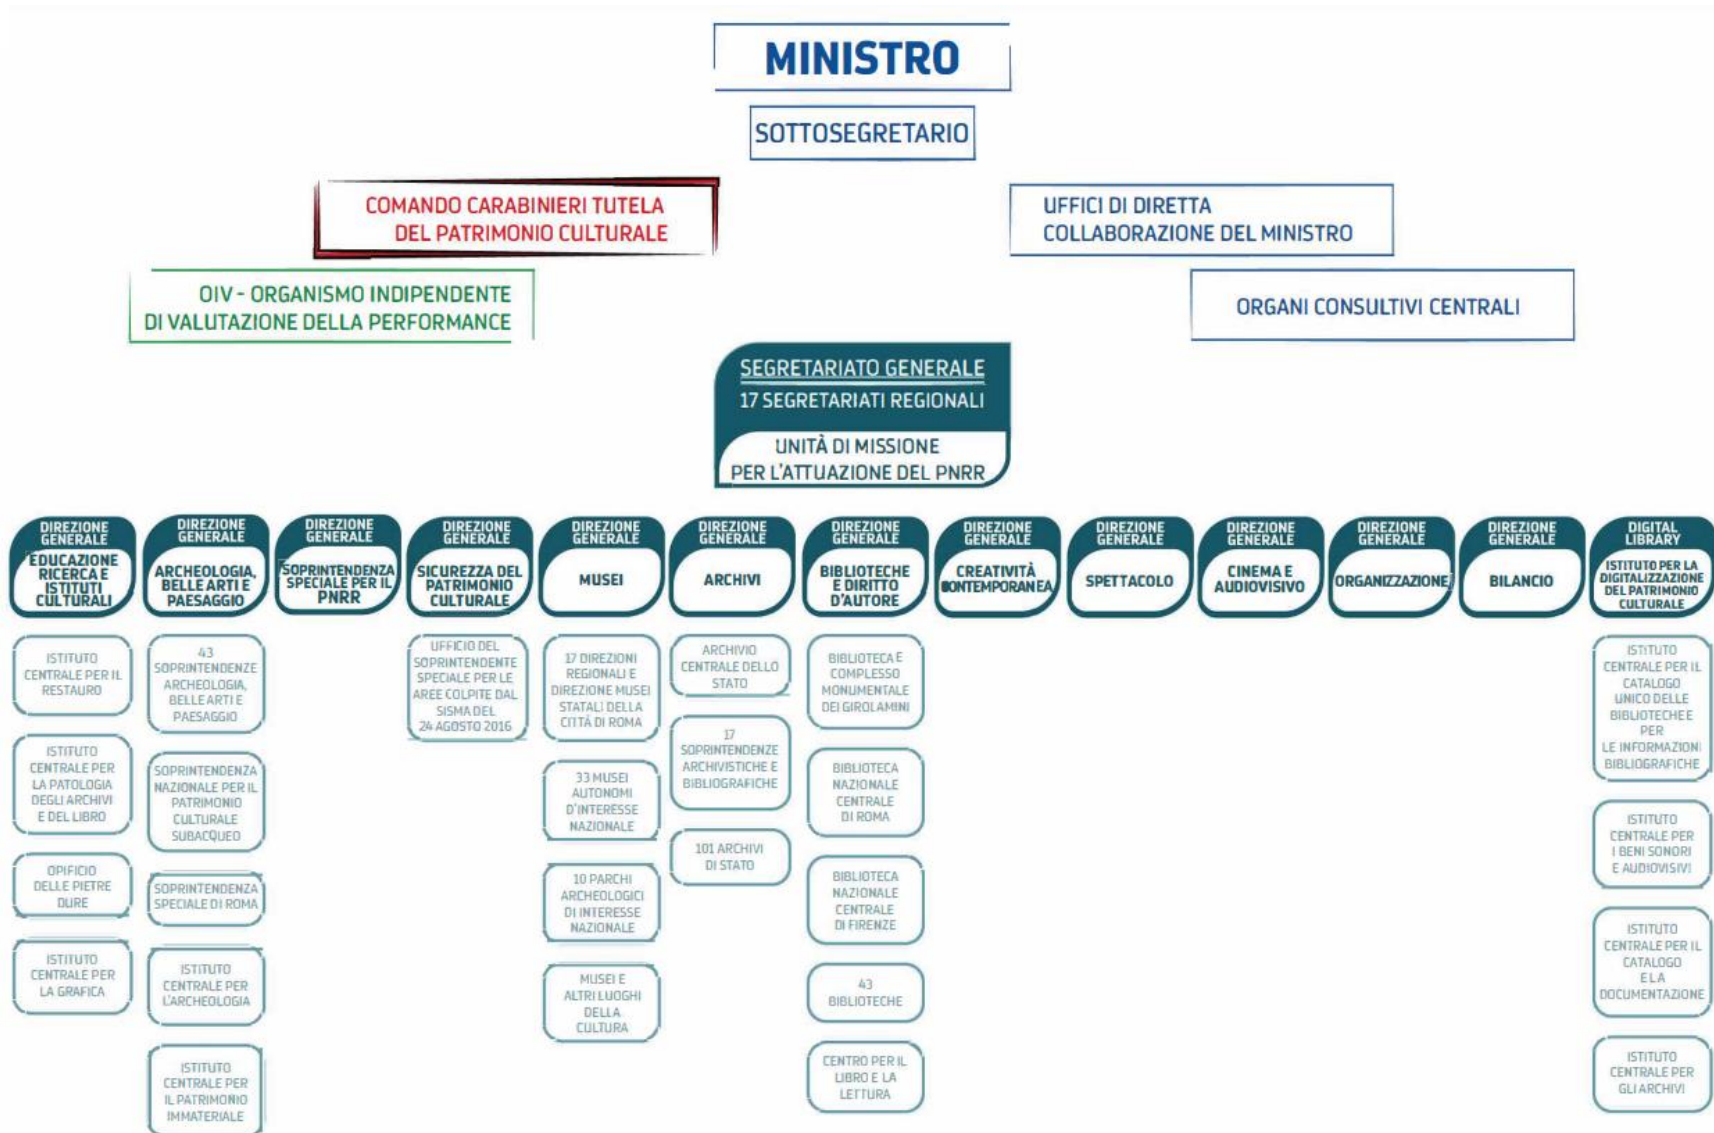 MINISTRO
SOTTOSEGRETARIO
COMANDO CARABINIERI TUTELA
DEL PATRIMONIO CULTURALE
UFFICI DI DIRETTA
COLLABORAZIONE DEL MINISTRO
OIV - ORGANISMO INDIPENDENTE
DI VALUTAZIONE DELLA PERFORMANCE
ORGANI CONSULTIVI CENTRALI
SEGRETARIATO GENERALE
17 SEGRETARIATI REGIONALI
UNITÀ DI MISSIONE
PER L'ATTUAZIONE DEL PNRR
DIREZIONE
GENERALE
EDUCAZIONE
RICERCA E
ISTITUTI
CULTURALI
ISTITUTO
CENTRALE PER IL
RESTAURO
ISTITUTO
CENTRALE PER
LA PATOLOGIA
DEGLI ARCHIVI
E DEL LIBRO
OPIFICIO
DELLE PIETRE
DURE
ISTITUTO
CENTRALE PER
LA GRAFICA
DIREZIONE
GENERALE
ARCHEOLOGIA,
BELLE ARTI E
PAESAGGIO
43
SOPRINTENDENZE
ARCHEOLOGIA,
BELLE ARTI E
PAESAGGIO
SOPRINTENDENZA
NAZIONALE PER IL
PATRIMONIO
CULTURALE
SUBACQUEO
SOPRINTENDENZA
SPECIALE DI ROMA
ISTITUTO
CENTRALE PER
L'ARCHEOLOGIA
ISTITUTO
CENTRALE PER
IL PATRIMONIO
IMMATERIALE
DIREZIONE
GENERALE
SOPRINTENDENZA
SPECIALE PER IL
PNRR
DIREZIONE
GENERALE
SICUREZZA DEL
PATRIMONIO
CULTURALE
UFFICIO DEL
SOPRINTENDENTE
SPECIALE PER LE
AREE COLPITE DAL
SISMA DEL
24 AGOSTO 2016
DIREZIONE
GENERALE
MUSEI
17 DIREZIONI
REGIONALI E
DIREZIONE MUSEI
STATALI DELLA
CITTÀ DI ROMA
33 MUSEI
AUTONOMI
D'INTERESSE
NAZIONALE
10 PARCHI
ARCHEOLOGICI
DI INTERESSE
NAZIONALE
MUSEI E
ALTRI LUOGHI
DELLA
CULTURA
DIREZIONE
GENERALE
ARCHIVI
ARCHIVIO
CENTRALE DELLO
STATO
17
SOPRINTENDENZE
ARCHIVISTICHE E
BIBLIOGRAFICHE
101 ARCHIVI
DI STATO
DIREZIONE
GENERALE
BIBLIOTECHE
E DIRITTO
D'AUTORE
BIBLIOTECA E
COMPLESSO
MONUMENTALE
DEI GIROLAMINI
BIBLIOTECA
NAZIONALE
CENTRALE
DI ROMA
BIBLIOTECA
NAZIONALE
CENTRALE
DI FIRENZE
43
BIBLIOTECHE
CENTRO PER IL
LIBRO E LA
LETTURA
DIREZIONE
GENERALE
CREATIVITÀ
CONTEMPORANEA
DIREZIONE
GENERALE
SPETTACOLO
DIREZIONE
GENERALE
CINEMA E
AUDIOVISIVO
DIREZIONE
GENERALE
ORGANIZZAZIONE
DIREZIONE
GENERALE
BILANCIO
DIGITAL
LIBRARY
ISTITUTO PER LA
DIGITALIZZAZIONE
DEL PATRIMONIO
CULTURALE
ISTITUTO
CENTRALE PER IL
CATALOGO
UNICO DELLE
BIBLIOTECHE E
PER
LE INFORMAZIONI
BIBLIOGRAFICHE
ISTITUTO
CENTRALE PER
I BENI SONORI
E AUDIOVISIVI
ISTITUTO
CENTRALE PER IL
CATALOGO
E LA
DOCUMENTAZIONE
ISTITUTO
CENTRALE PER
GLI ARCHIVI